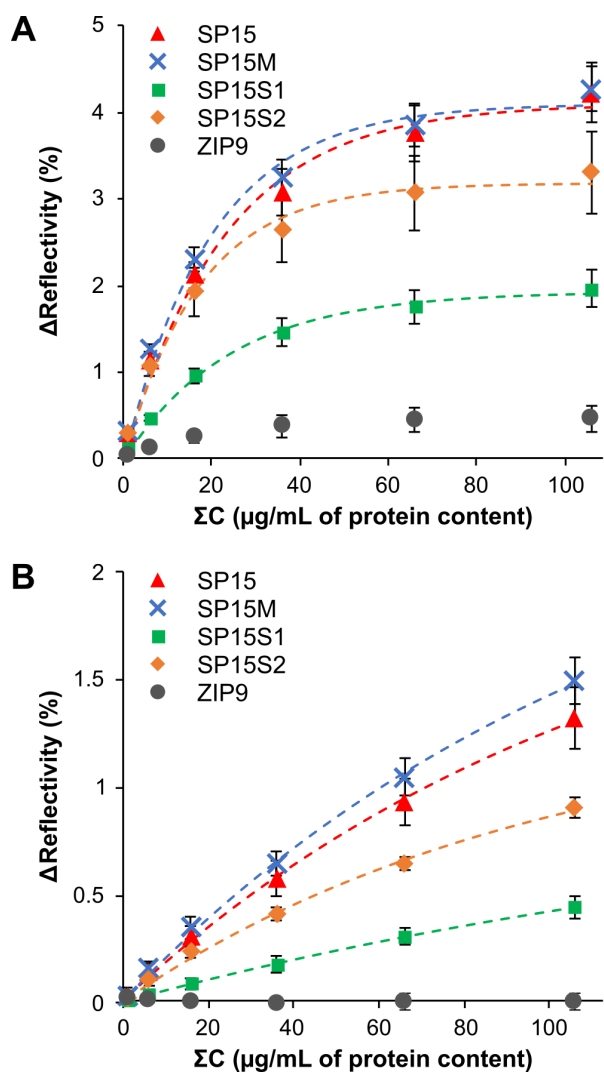 A
SP15
SP15M
SP15S1
SP15S2
ZIP9
ΔReflectivity (%)
5
4
3
2
1
0
0 20 40 60 80 100
ΣC (µg/mL of protein content)
B
SP15
SP15M
SP15S1
SP15S2
ZIP9
ΔReflectivity (%)
2
1.5
1
0.5
0
0 20 40 60 80 100
ΣC (µg/mL of protein content)